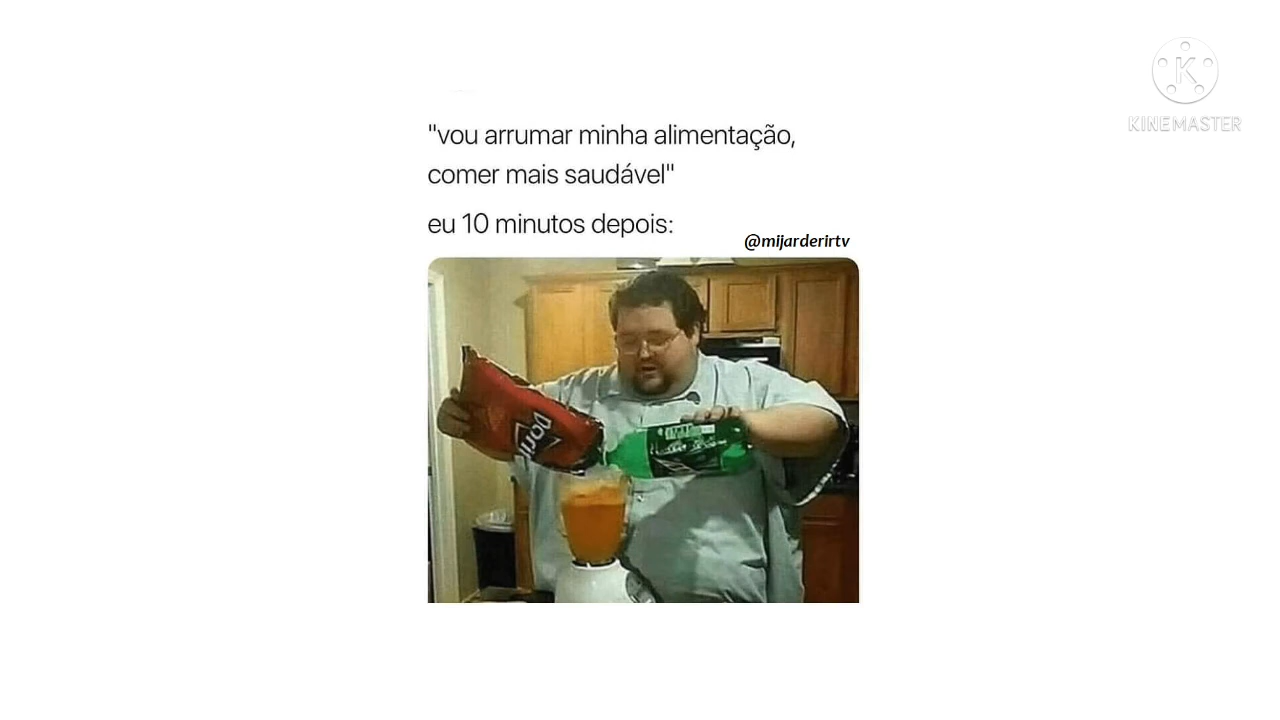 KINEMASTER
"vou arrumar minha alimentação,
comer mais saudável"
eu 10 minutos depois:
@mijarderirtv